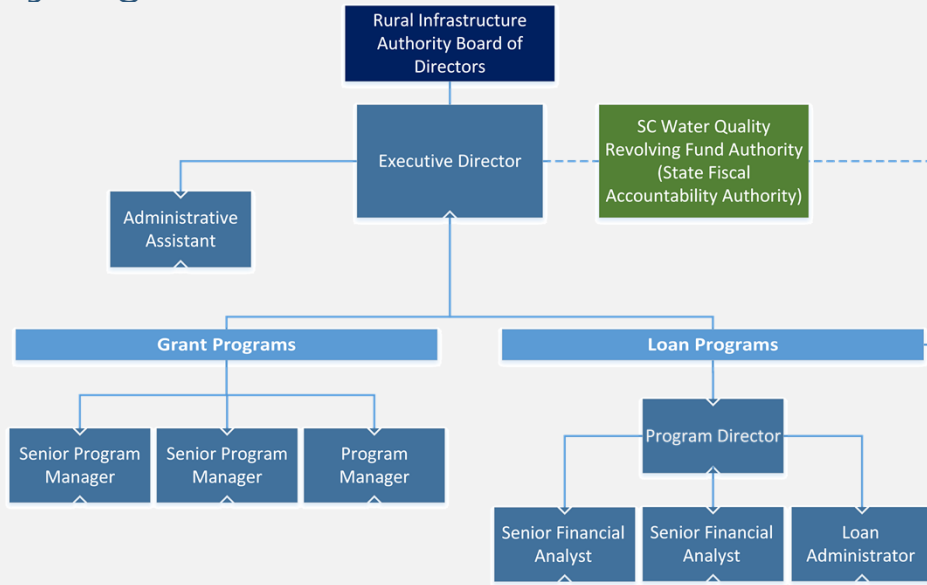 Rural Infrastructure
Authority Board of
Directors
Executive Director
SC Water Quality
Revolving Fund Authority
(State Fiscal
Accountability Authority)
Administrative
Assistant
Grant Programs
Loan Programs
Senior Program
Manager
Senior Program
Manager
Program
Manager
Program Director
Senior Financial
Analyst
Senior Financial
Analyst
Loan
Administrator